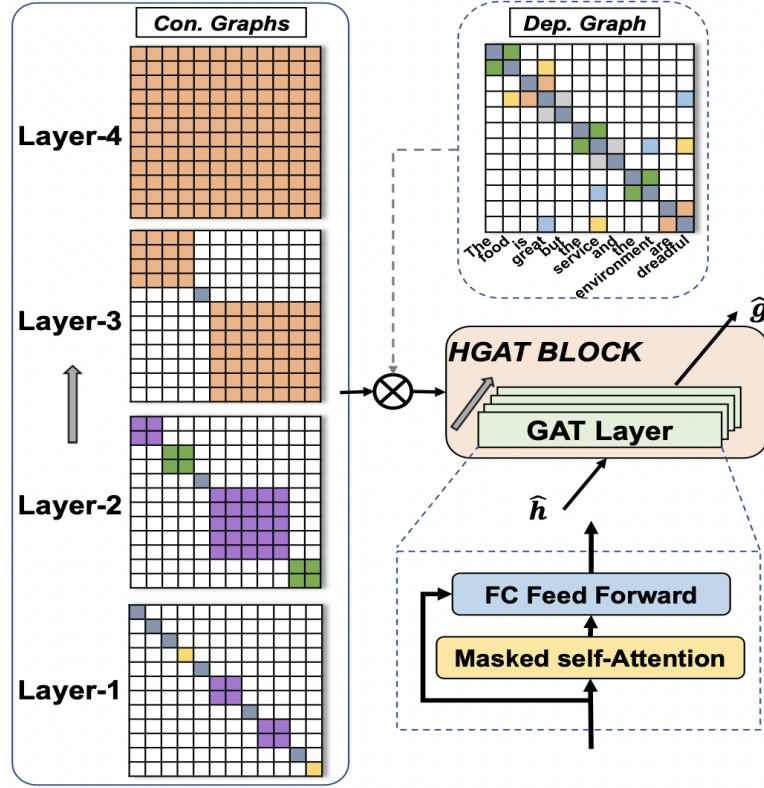 Con. Graphs
Layer-4
Layer-3
Layer-2
Layer-1
Dep. Graph
The
food
is
great
but
the
service
and
the
environment
are
dreadful
ĝ
HGAT BLOCK
GAT Layer
ĥ
FC Feed Forward
Masked self-Attention